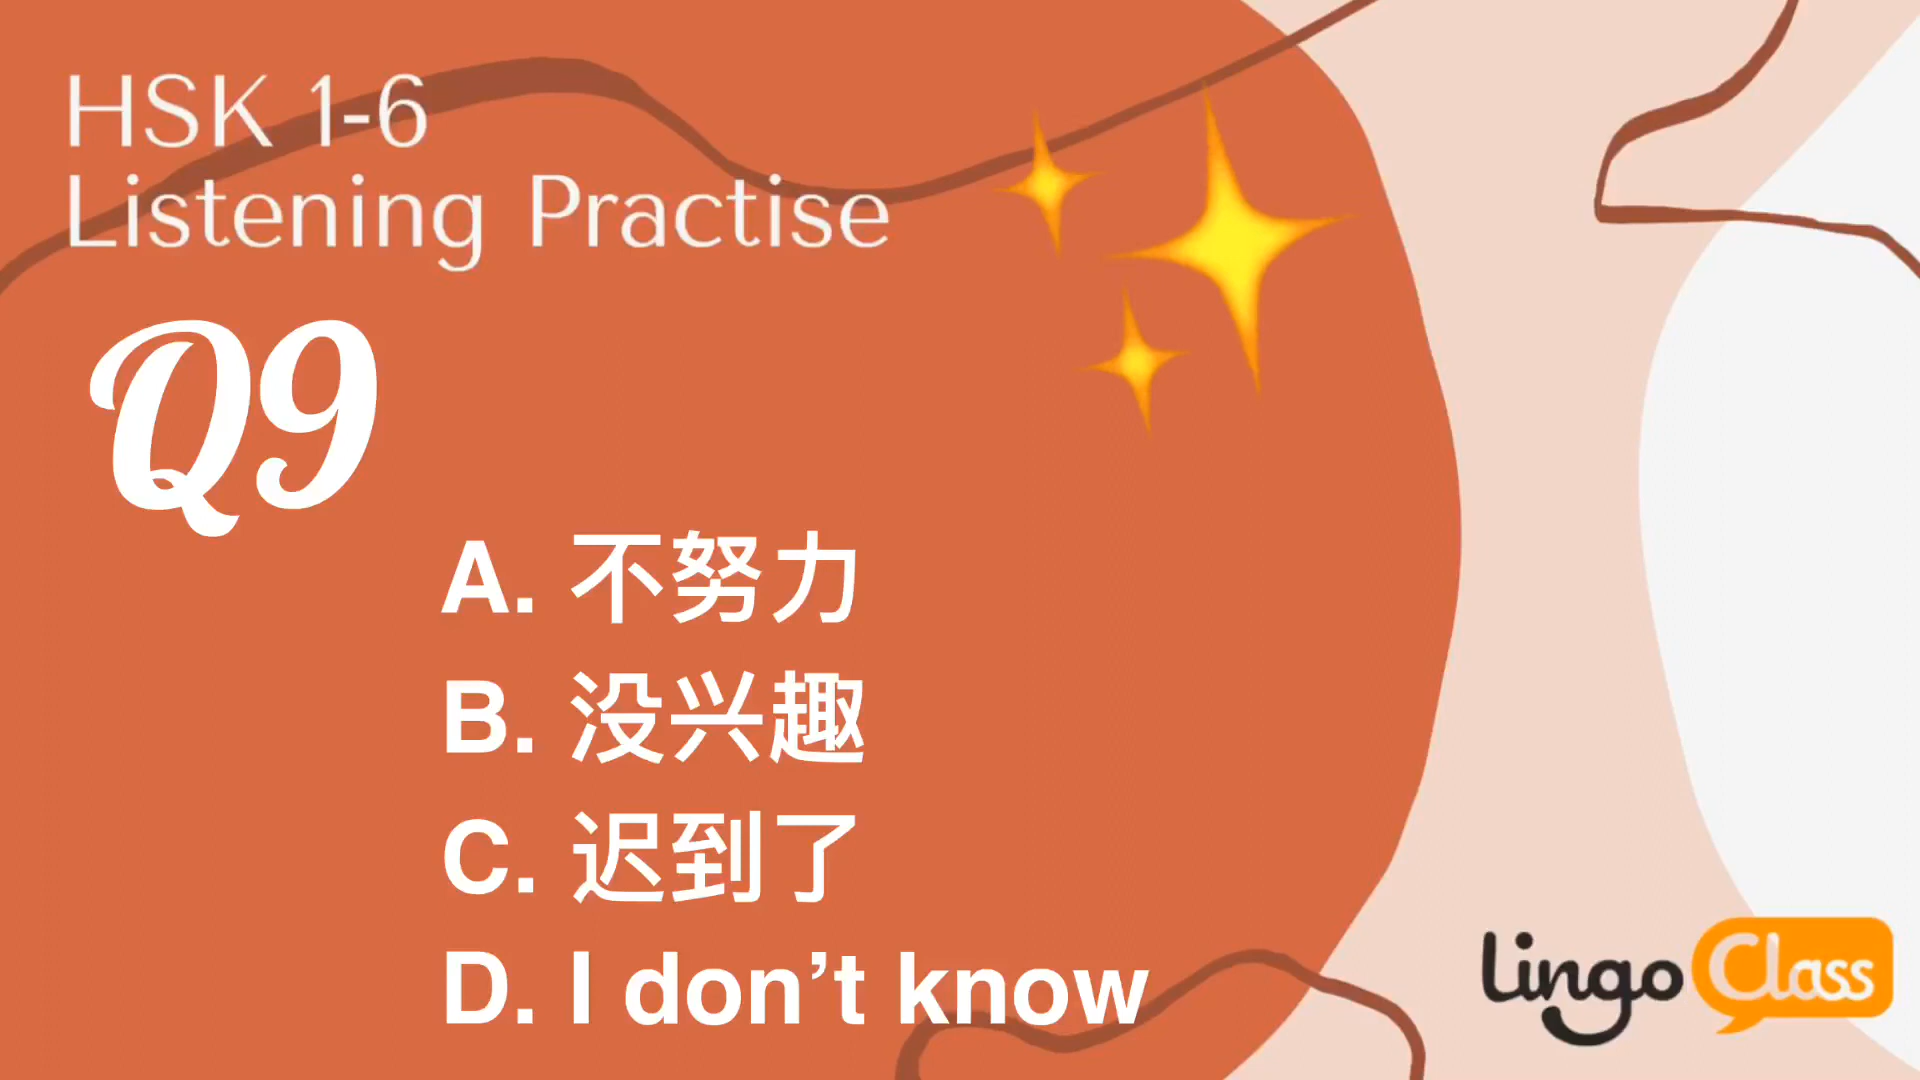 HSK 1-6
Listening Practise
Q9
A. 不努力
B. 没兴趣
C. 迟到了
D. I don’t know
Lingo Class